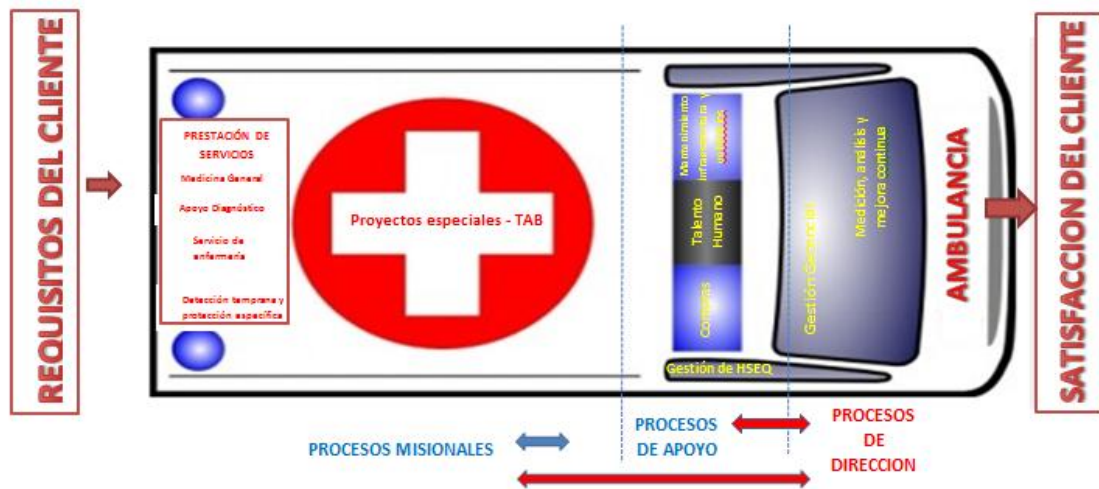 REQUISITOS DEL CLIENTE
PRESTACIÓN DE
SERVICIOS
Medicina General
Apoyo Diagnóstico
Servicio de
enfermería
Detección temprana y
protección específica
Proyectos especiales - TAB
Mantenimiento
infraestructura y
Talento
Humano
Compras
Gestión de HSEQ
Gestión Gerencial
Medición, análisis y
mejora continua
AMBULANCIA
SATISFACCION DEL CLIENTE
PROCESOS MISIONALES
PROCESOS
DE APOYO
PROCESOS
DE
DIRECCION